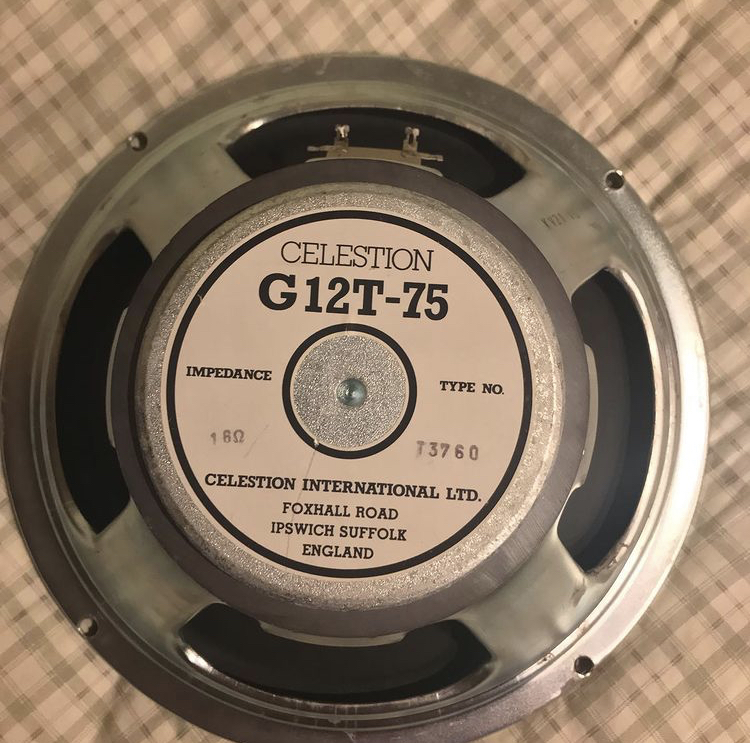 CELESTION
G12T-75
IMPEDANCE
TYPE NO.
16Ω
T3760
CELESTION INTERNATIONAL LTD.
FOXHALL ROAD
IPSWICH SUFFOLK
ENGLAND